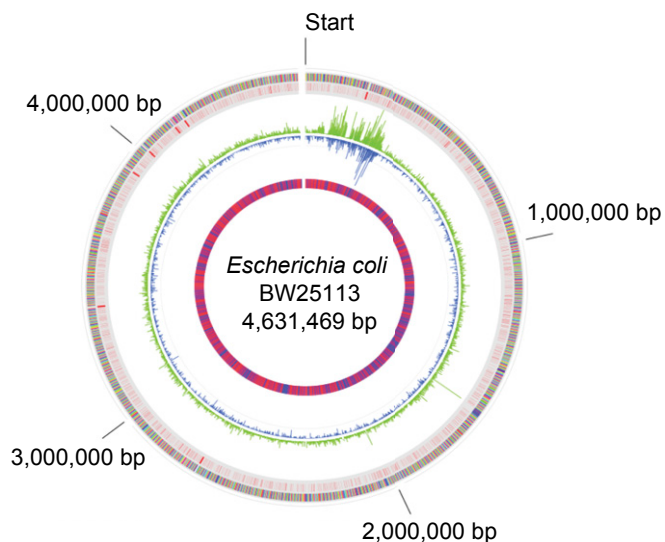 Start
4,000,000 bp
1,000,000 bp
Escherichia coli
BW25113
4,631,469 bp
3,000,000 bp
2,000,000 bp